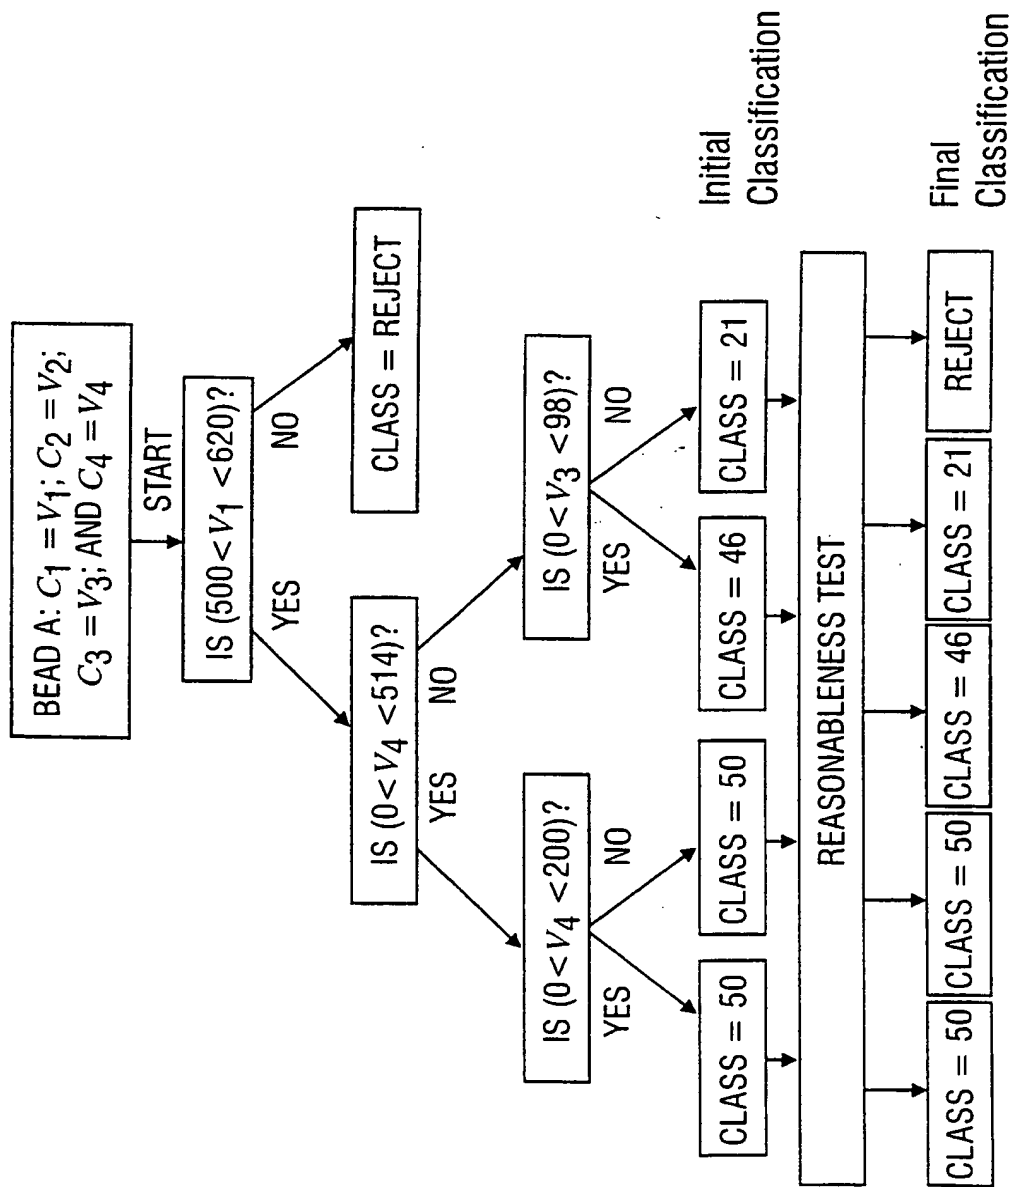 BEAD A: C1 = V1; C2 = V2;
C3 = V3; AND C4 = V4
START
IS (500< V1 <620)?
YES
NO
IS (0< V4 <514)?
CLASS = REJECT
YES
NO
IS (0< V4 <200)?
IS (0< V3 <98)?
YES
NO
YES
NO
CLASS = 50
CLASS = 50
CLASS = 46
CLASS = 21
Initial
Classification
REASONABLENESS TEST
CLASS = 50
CLASS = 50
CLASS = 46
CLASS = 21
REJECT
Final
Classification